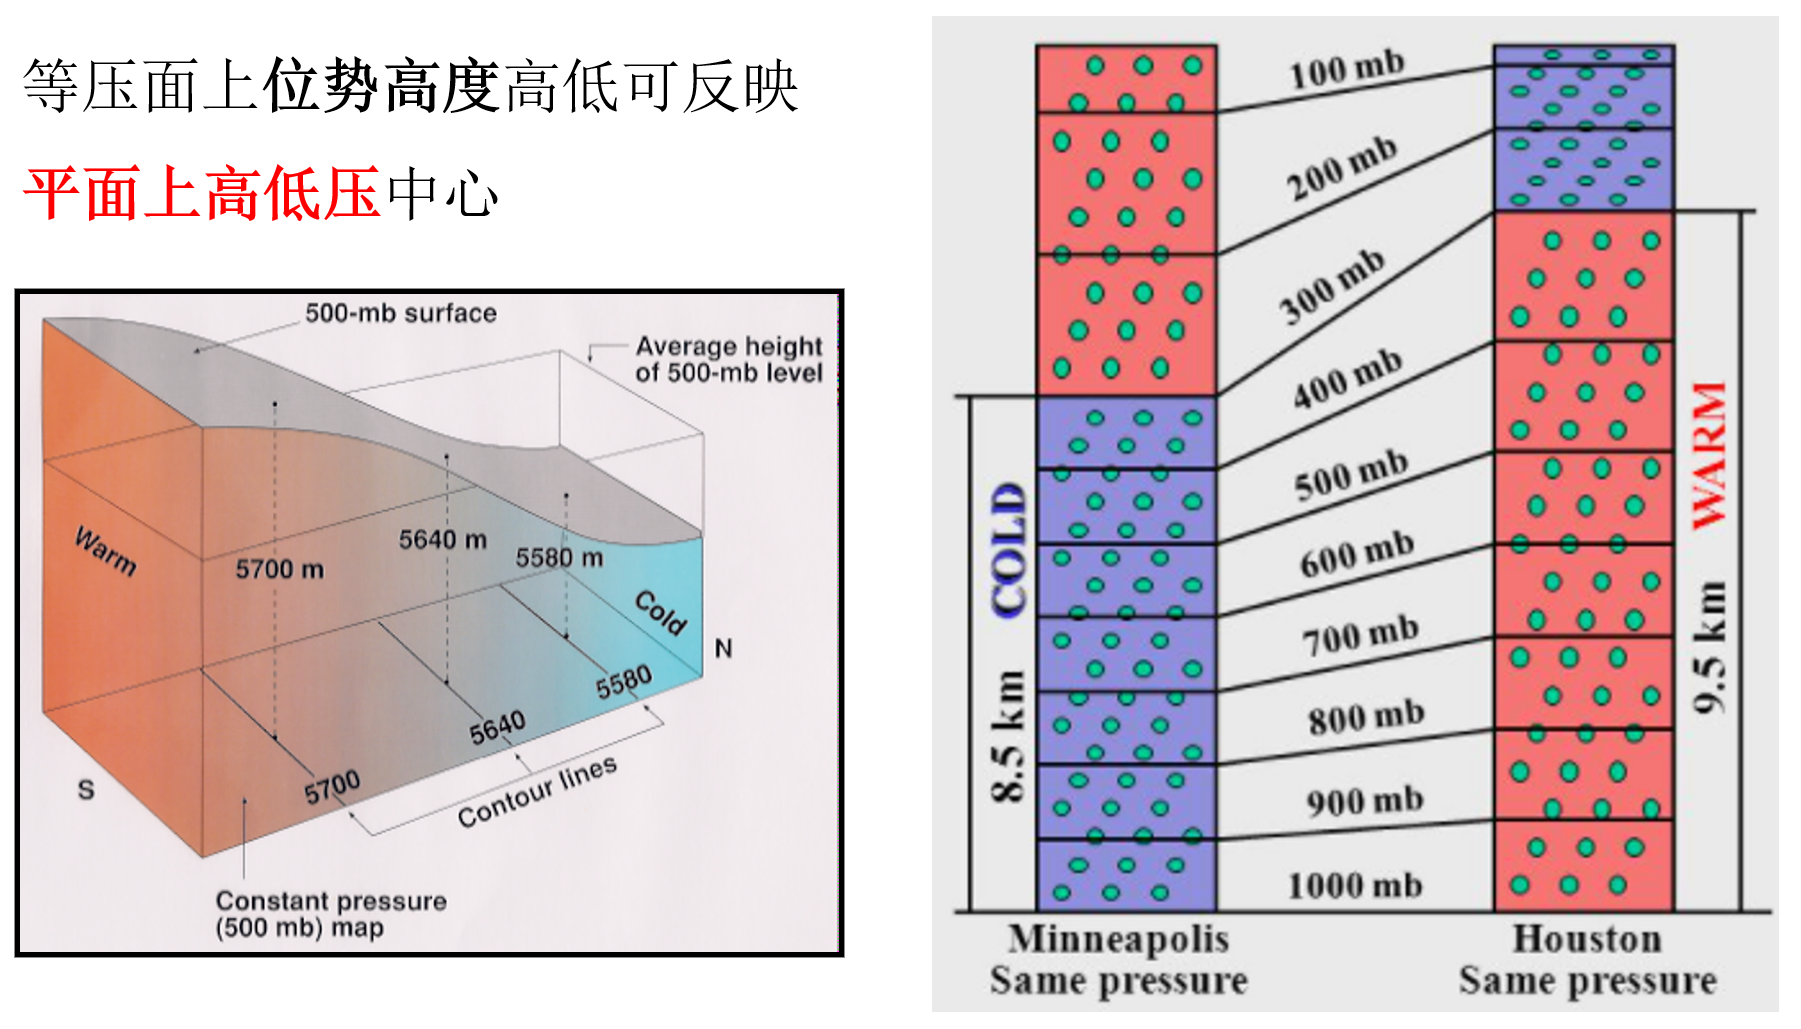 等压面上位势高度高低可反映
平面上高低压中心
500-mb surface
Average height
of 500-mb level
Warm
5700 m
5640 m
5580 m
Cold
N
S
5700
5640
5580
Contour lines
Constant pressure
(500 mb) map
100 mb
200 mb
300 mb
400 mb
500 mb
600 mb
700 mb
800 mb
900 mb
1000 mb
COLD
8.5 km
WARM
9.5 km
Minneapolis
Same pressure
Houston
Same pressure